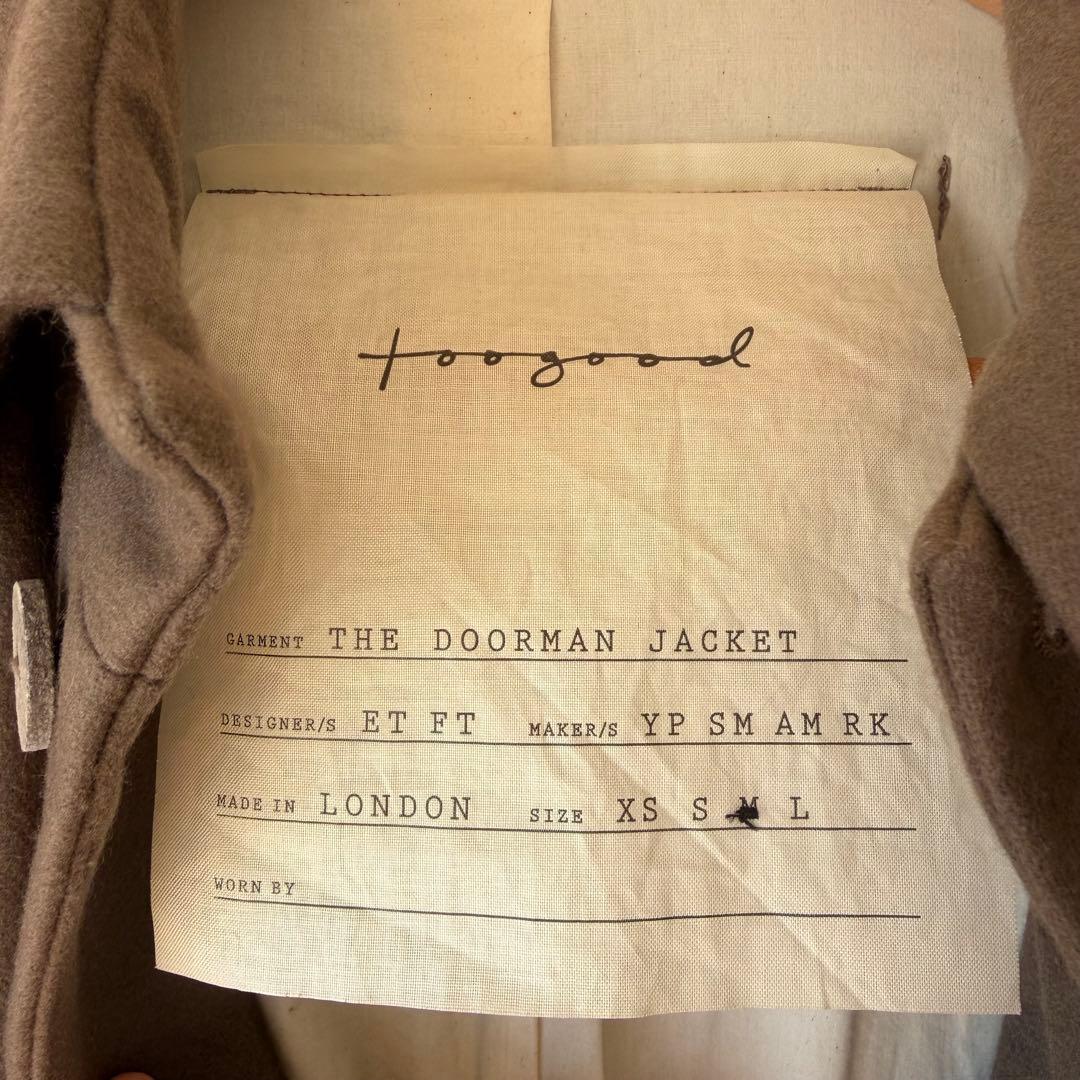 toogood
GARMENT THE DOORMAN JACKET
DESIGNER/S ET FT MAKER/S YP SM AM RK
MADE IN LONDON SIZE XS S M L
WORN BY